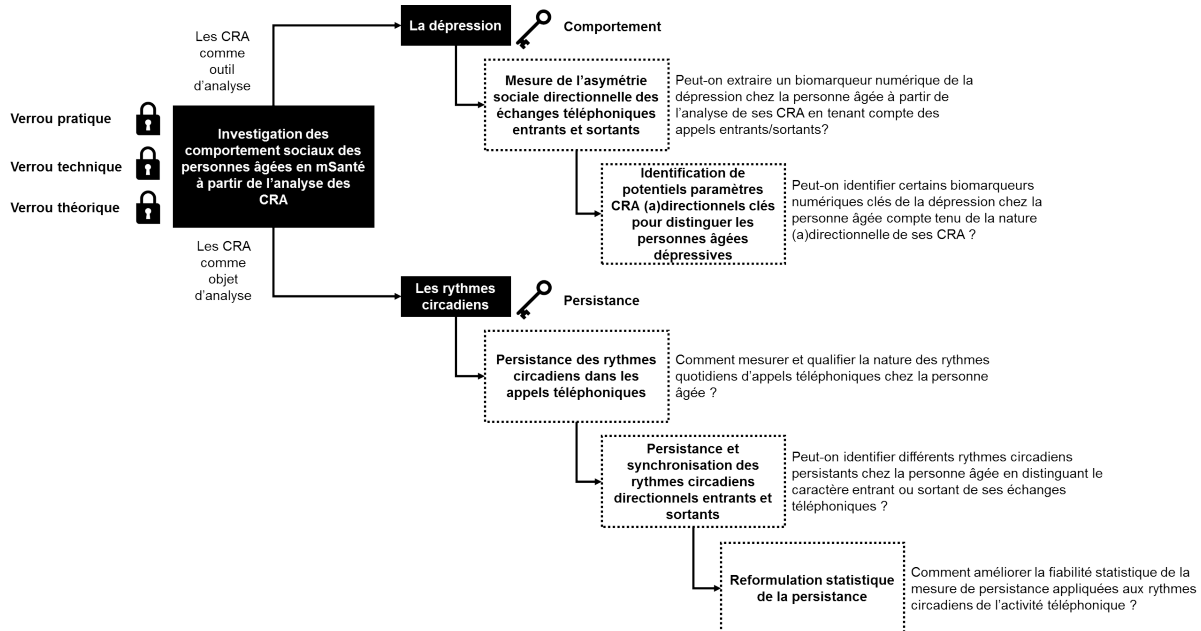 Les CRA
comme
outil
d'analyse
Verrou pratique
Verrou technique
Verrou théorique
Investigation des
comportement sociaux des
personnes âgées en mSanté
à partir de l'analyse des
CRA
Les CRA
comme
objet
d'analyse
La dépression
Comportement
Mesure de l'asymétrie
sociale directionnelle des
échanges téléphoniques
entrants et sortants
Peut-on extraire un biomarqueur numérique de la
dépression chez la personne âgée à partir de
l'analyse de ses CRA en tenant compte des
appels entrants/sortants?
Identification de
potentiels paramètres
CRA (a)directionnels clés
pour distinguer les
personnes âgées
dépressives
Peut-on identifier certains biomarqueurs
numériques clés de la dépression chez la
personne âgée compte tenu de la nature
(a)directionnelle de ses CRA ?
Les rythmes
circadiens
Persistance
Persistance des rythmes
circadiens dans les
appels téléphoniques
Comment mesurer et qualifier la nature des rythmes
quotidiens d'appels téléphoniques chez la personne
âgée ?
Persistance et
synchronisation des
rythmes circadiens
directionnels entrants et
sortants
Peut-on identifier différents rythmes circadiens
persistants chez la personne âgée en distinguant le
caractère entrant ou sortant de ses échanges
téléphoniques ?
Reformulation statistique
de la persistance
Comment améliorer la fiabilité statistique de la
mesure de persistance appliquées aux rythmes
circadiens de l'activité téléphonique ?